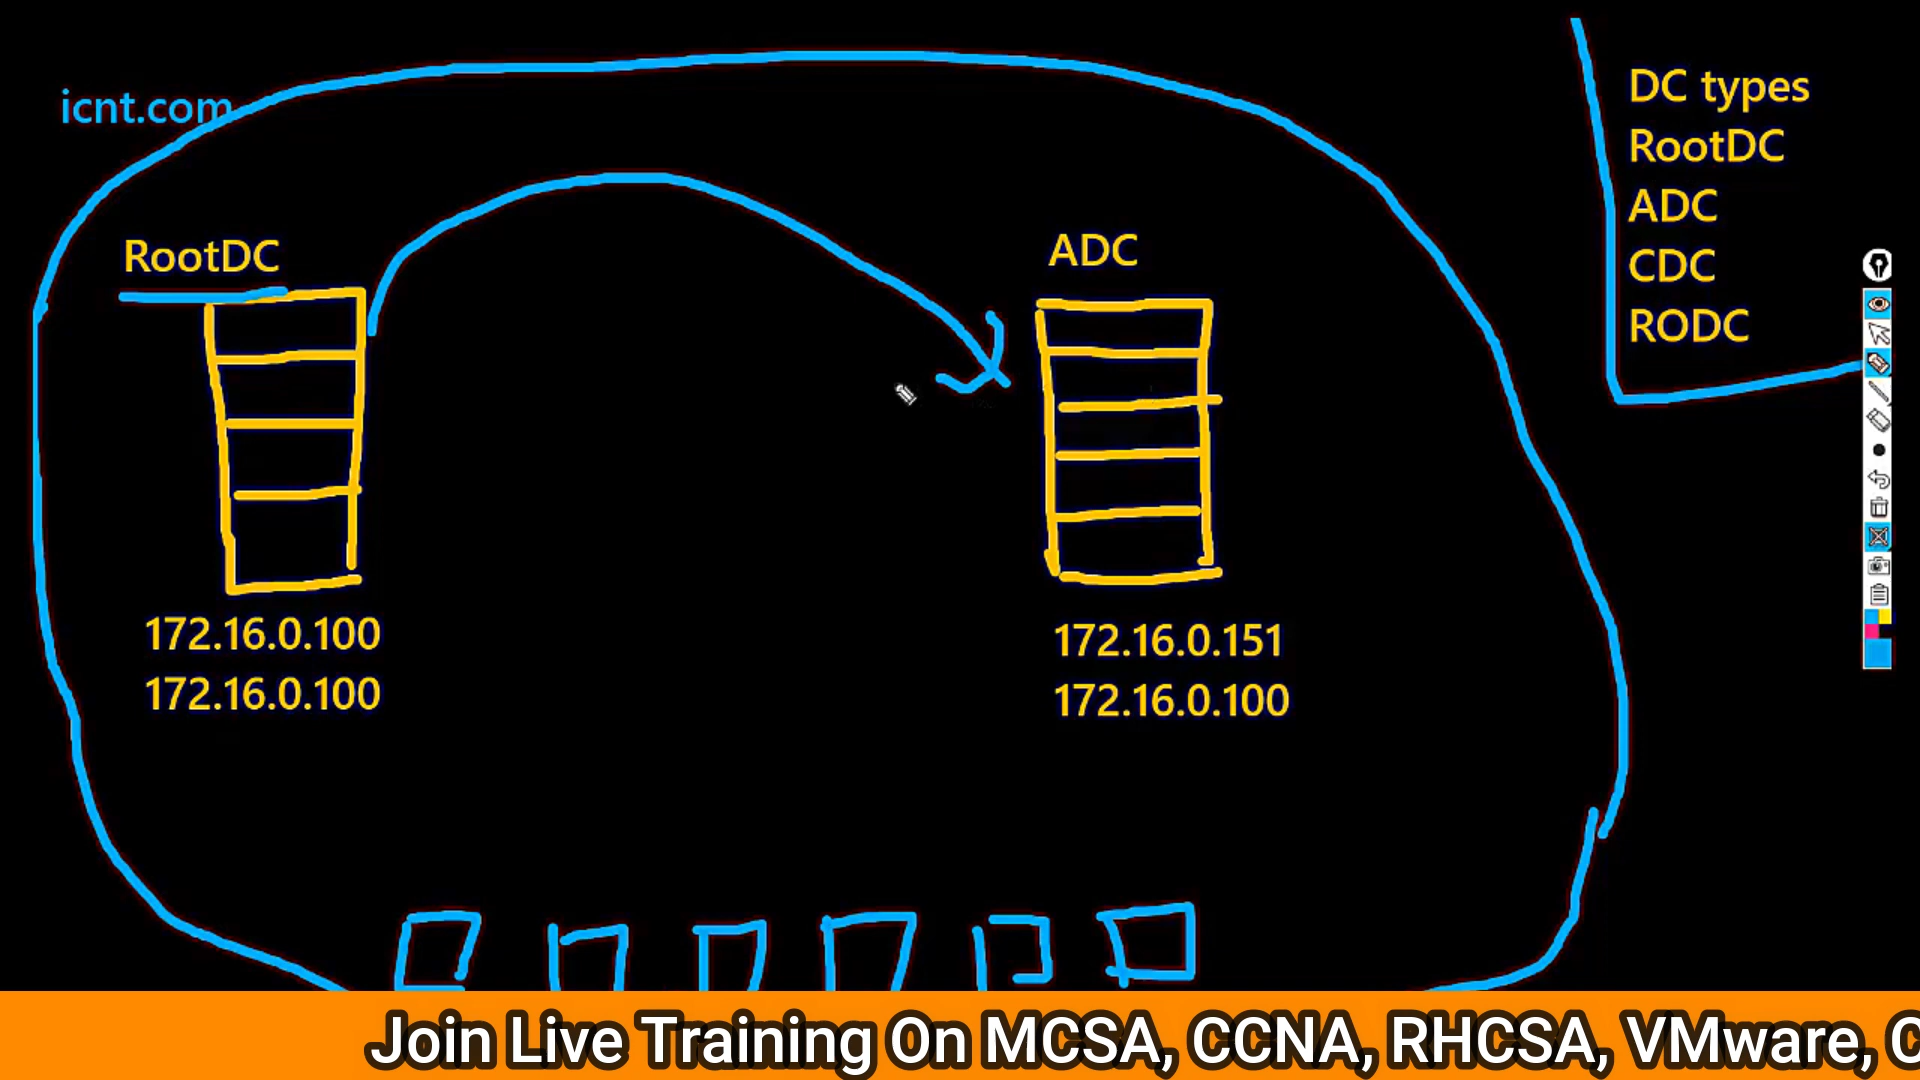 icnt.com
DC types
RootDC
ADC
CDC
RODC
RootDC
ADC
172.16.0.100
172.16.0.100
172.16.0.151
172.16.0.100
Join Live Training On MCSA, CCNA, RHCSA, VMware,